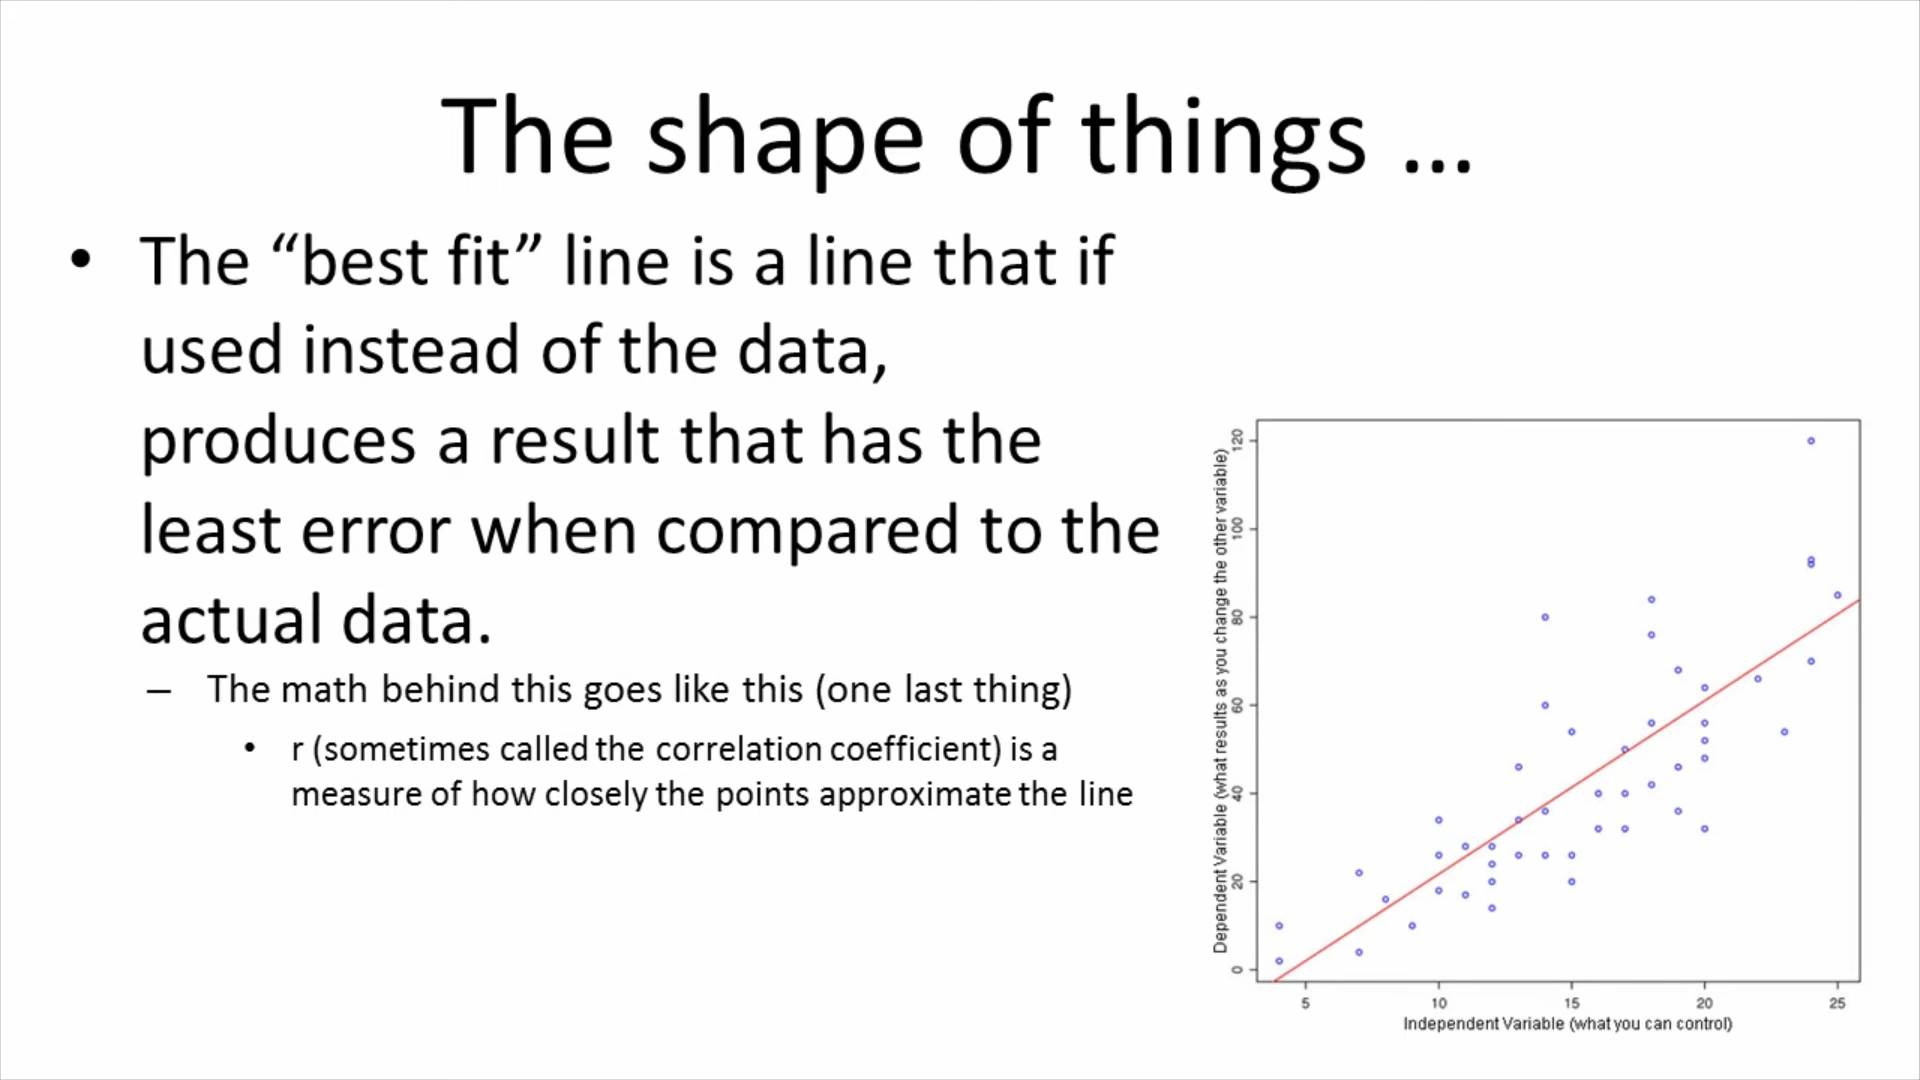 The shape of things ...
• The “best fit” line is a line that if
used instead of the data,
produces a result that has the
least error when compared to the
actual data.
– The math behind this goes like this (one last thing)
• r (sometimes called the correlation coefficient) is a
measure of how closely the points approximate the line
Dependent Variable (what results as you change the other variable)
120
100
80
60
40
20
0
5 10 15 20 25
Independent Variable (what you can control)